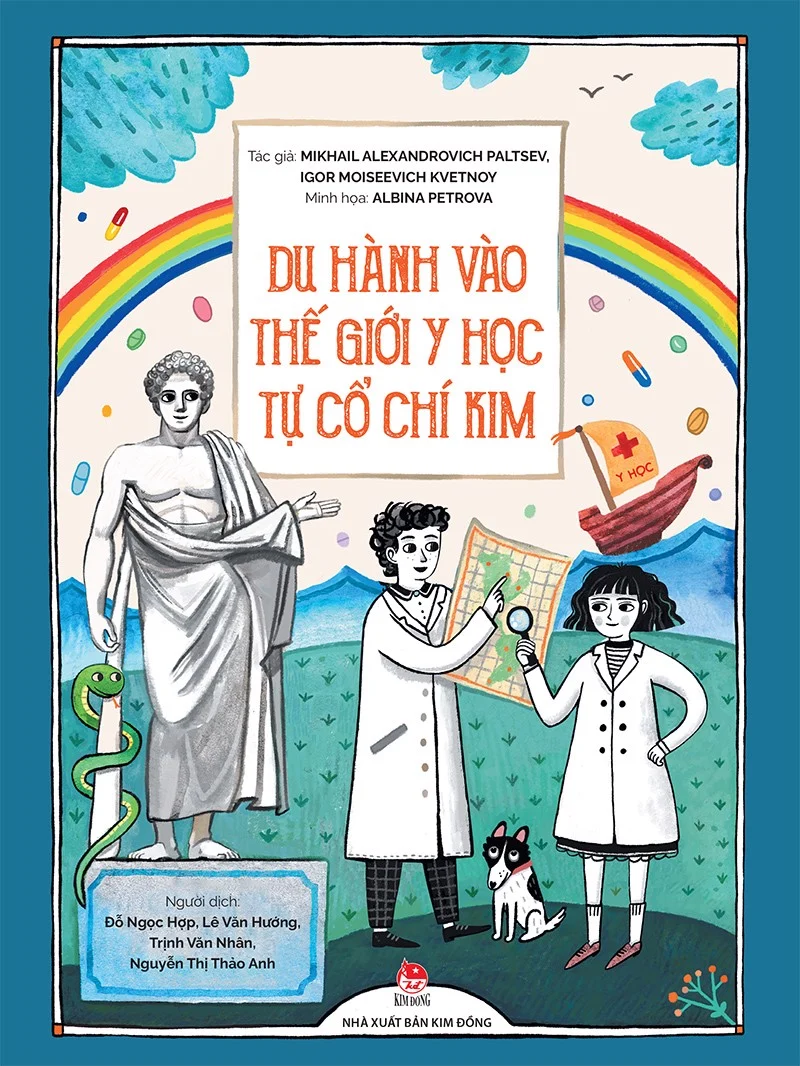 Tác giả: MIKHAIL ALEXANDROVICH PALTSEV,
IGOR MOISEEVICH KVETNOY
Minh họa: ALBINA PETROVA
DU HÀNH VÀO
THẾ GIỚI Y HỌC
TỰ CỔ CHÍ KIM
Y HỌC
Người dịch:
Đỗ Ngọc Hợp, Lê Văn Hướng,
Trịnh Văn Nhân,
Nguyễn Thị Thảo Anh
KIM ĐỒNG
NHÀ XUẤT BẢN KIM ĐỒNG